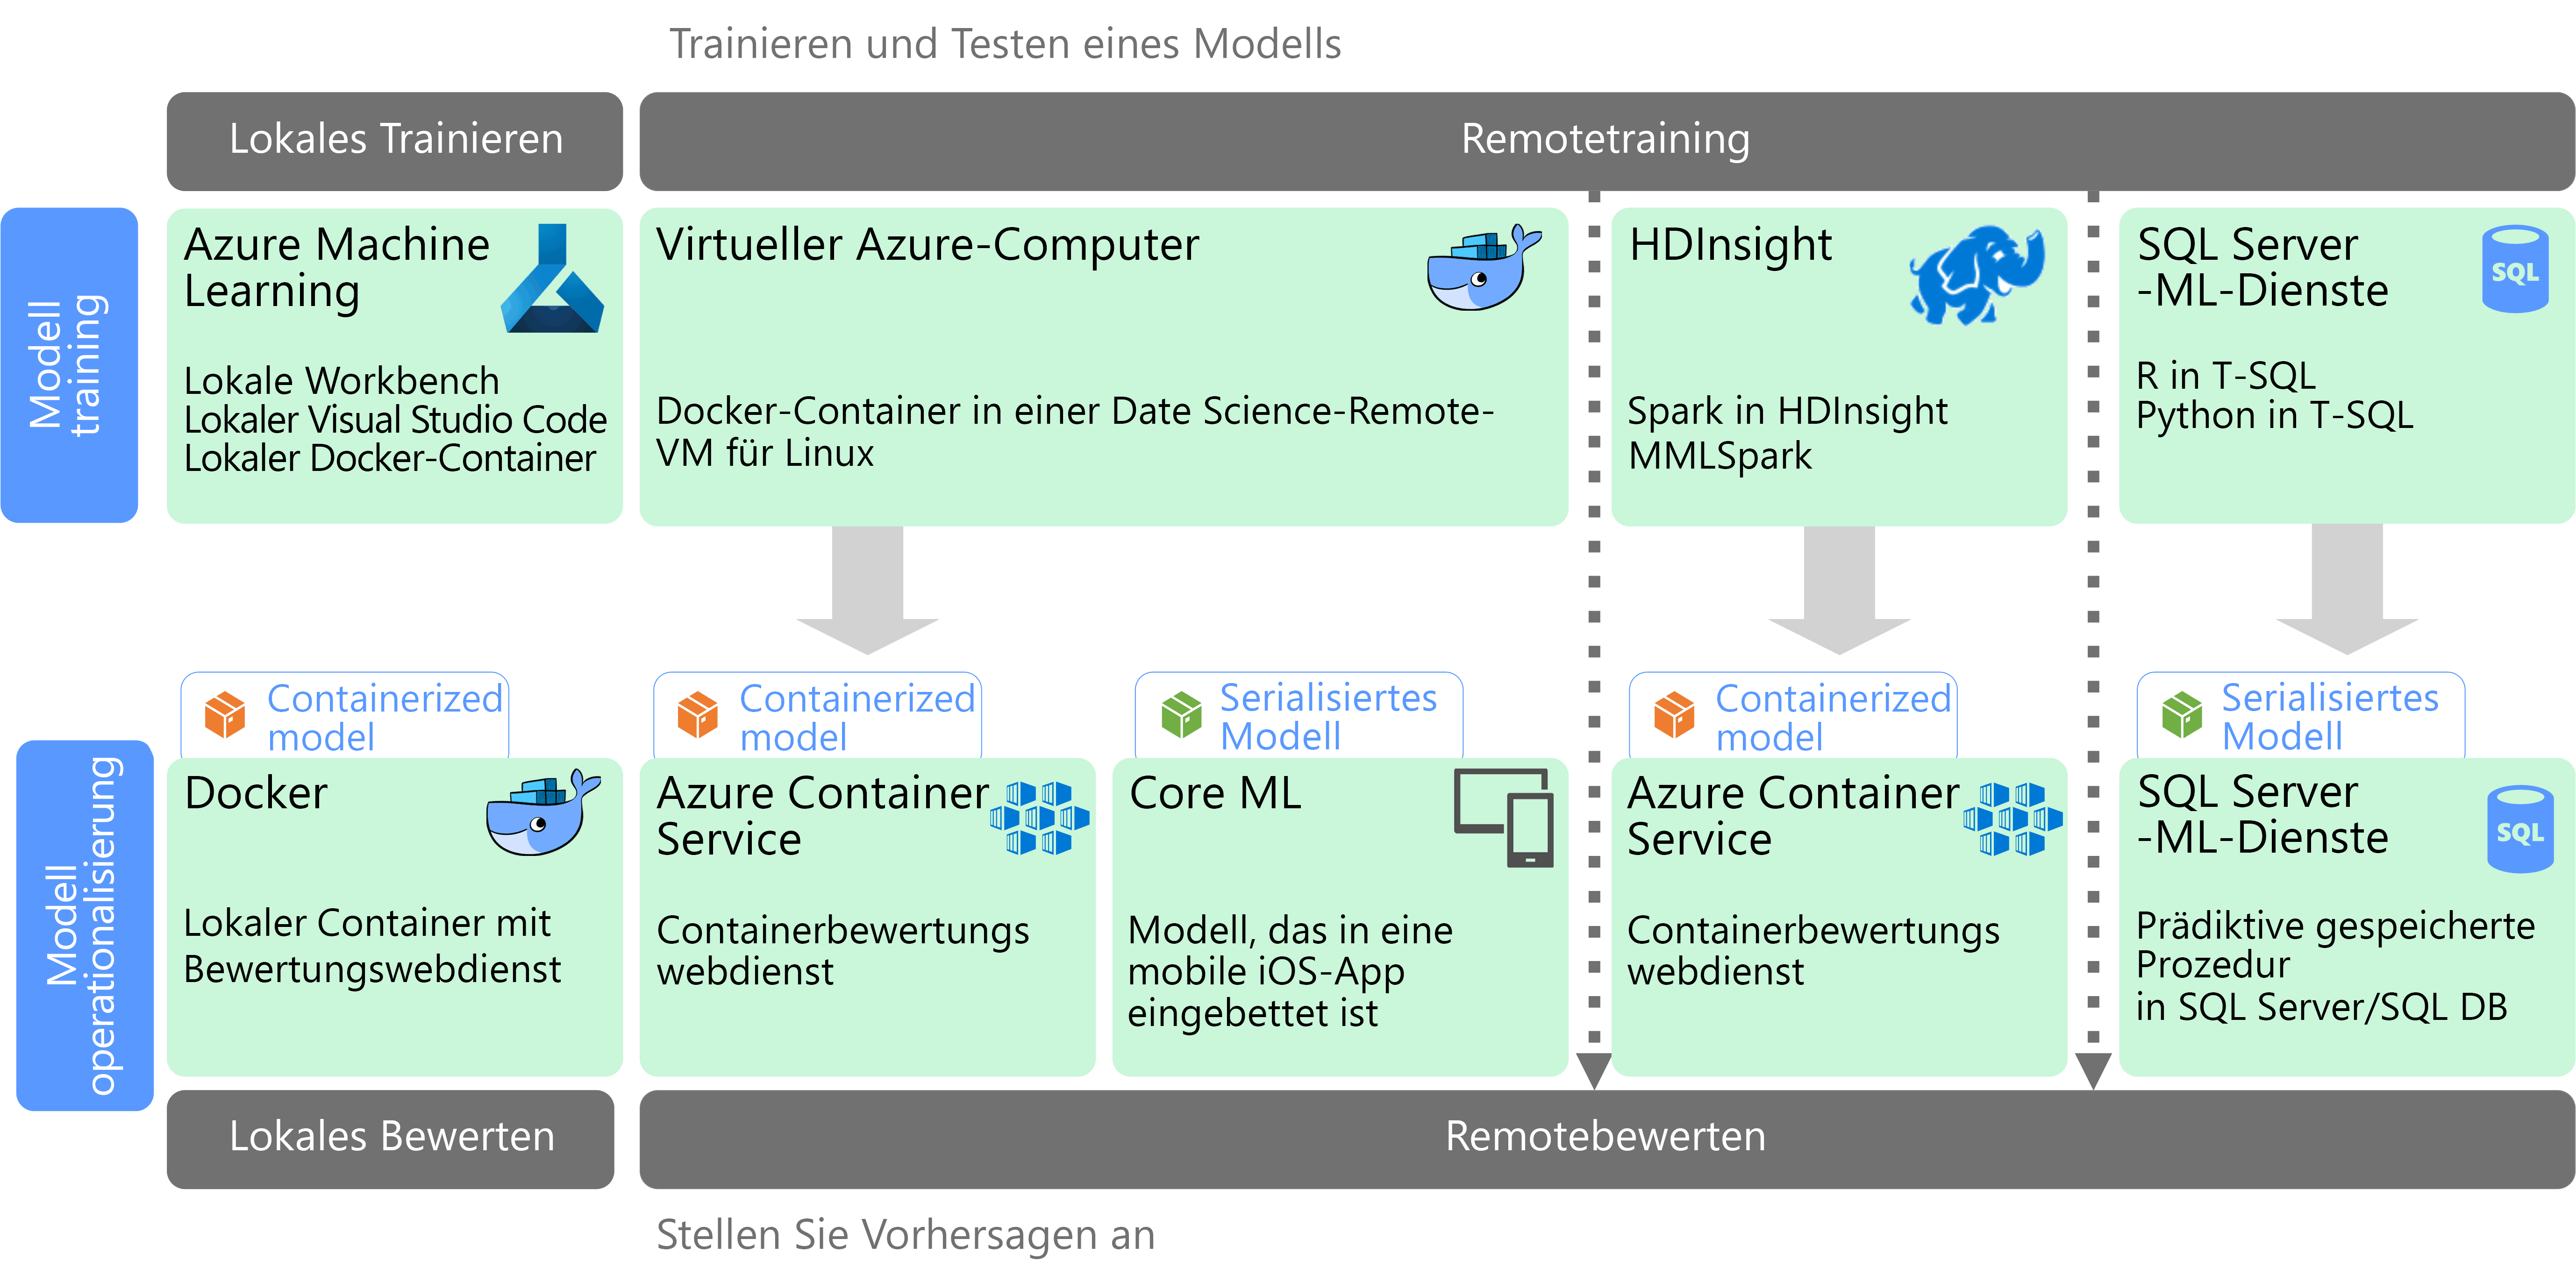 Trainieren und Testen eines Modells
Lokales Trainieren
Remotetraining
Modell
training
Azure Machine
Learning
Lokale Workbench
Lokaler Visual Studio Code
Lokaler Docker-Container
Virtueller Azure-Computer
Docker-Container in einer Date Science-Remote-
VM für Linux
HDInsight
Spark in HDInsight
MMLSpark
SQL Server
-ML-Dienste
SQL
R in T-SQL
Python in T-SQL
Modell
operationalisierung
Containerized
model
Docker
Lokaler Container mit
Bewertungswebdienst
Containerized
model
Azure Container
Service
Containerbewertungs
webdienst
Serialisiertes
Modell
Core ML
Modell, das in eine
mobile iOS-App
eingebettet ist
Containerized
model
Azure Container
Service
Containerbewertungs
webdienst
Serialisiertes
Modell
SQL Server
-ML-Dienste
SQL
Prädiktive gespeicherte
Prozedur
in SQL Server/SQL DB
Lokales Bewerten
Remotebewerten
Stellen Sie Vorhersagen an